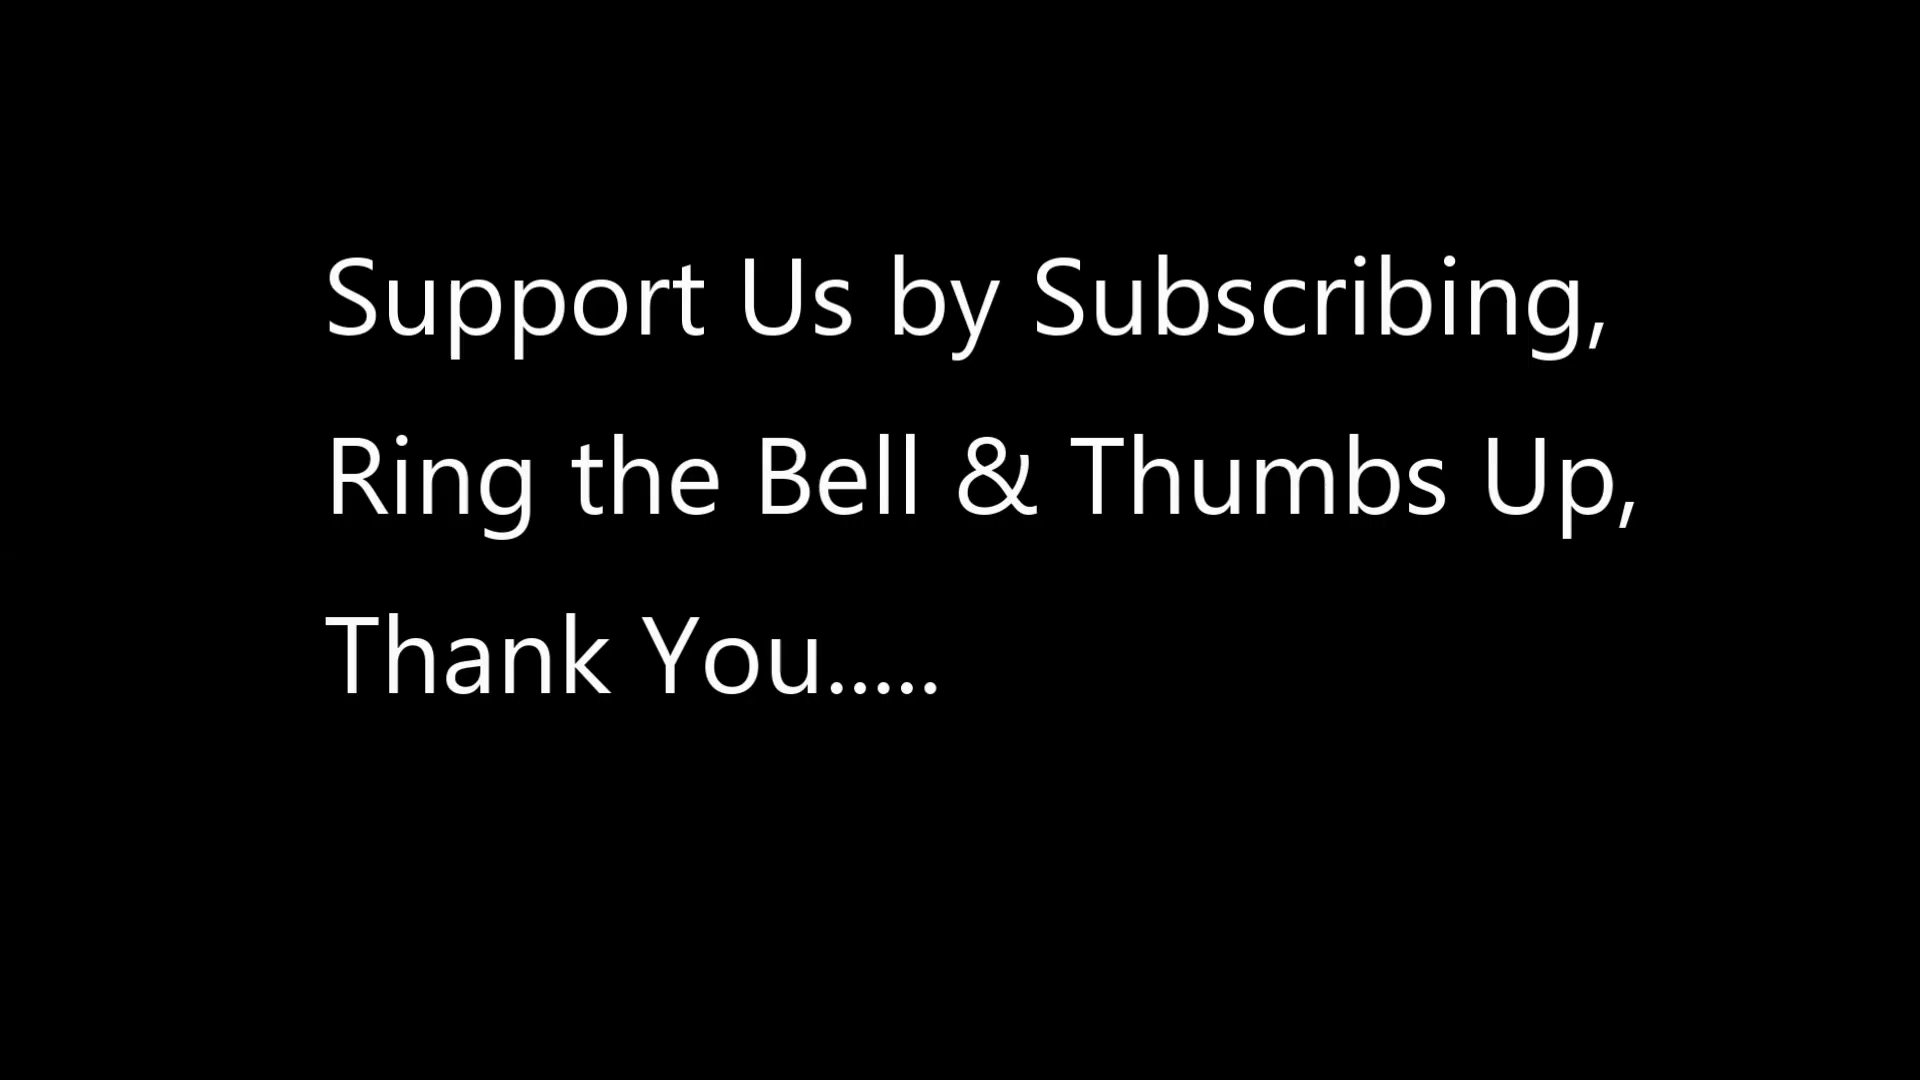 Support Us by Subscribing,
Ring the Bell & Thumbs Up,
Thank You.....